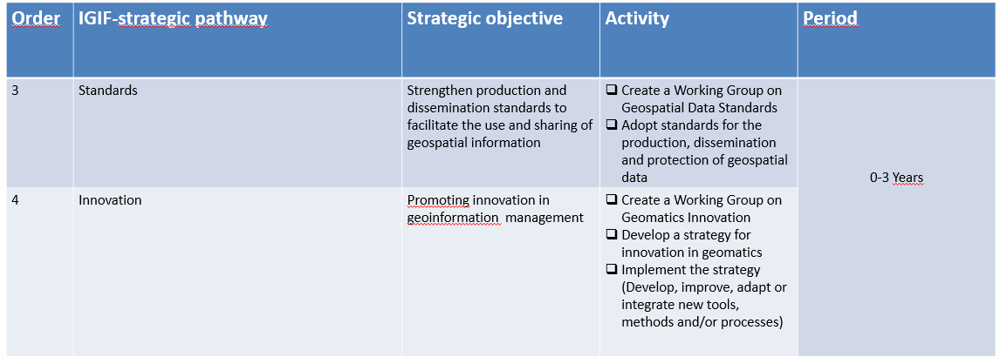 Order IGIF-strategic pathway Strategic objective Activity Period
3 Standards
Strengthen production and
dissemination standards to
facilitate the use and sharing of
geospatial information
❑ Create a Working Group on
Geospatial Data Standards
❑ Adopt standards for the
production, dissemination
and protection of geospatial
data
0-3 Years
4 Innovation
Promoting innovation in
geoinformation management
❑ Create a Working Group on
Geomatics Innovation
❑ Develop a strategy for
innovation in geomatics
❑ Implement the strategy
(Develop, improve, adapt or
integrate new tools,
methods and/or processes)